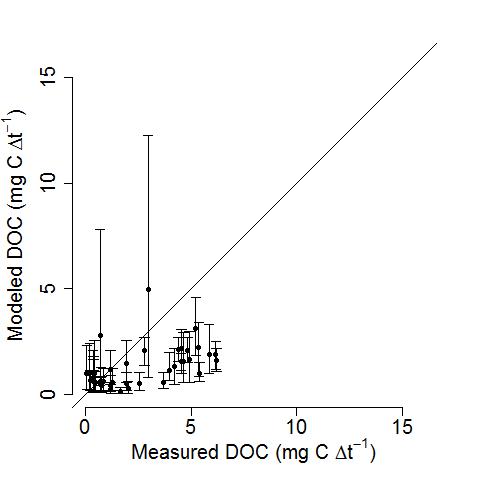 Modeled DOC (mg C Δt⁻¹)
15
10
5
0
0 5 10 15
Measured DOC (mg C Δt⁻¹)